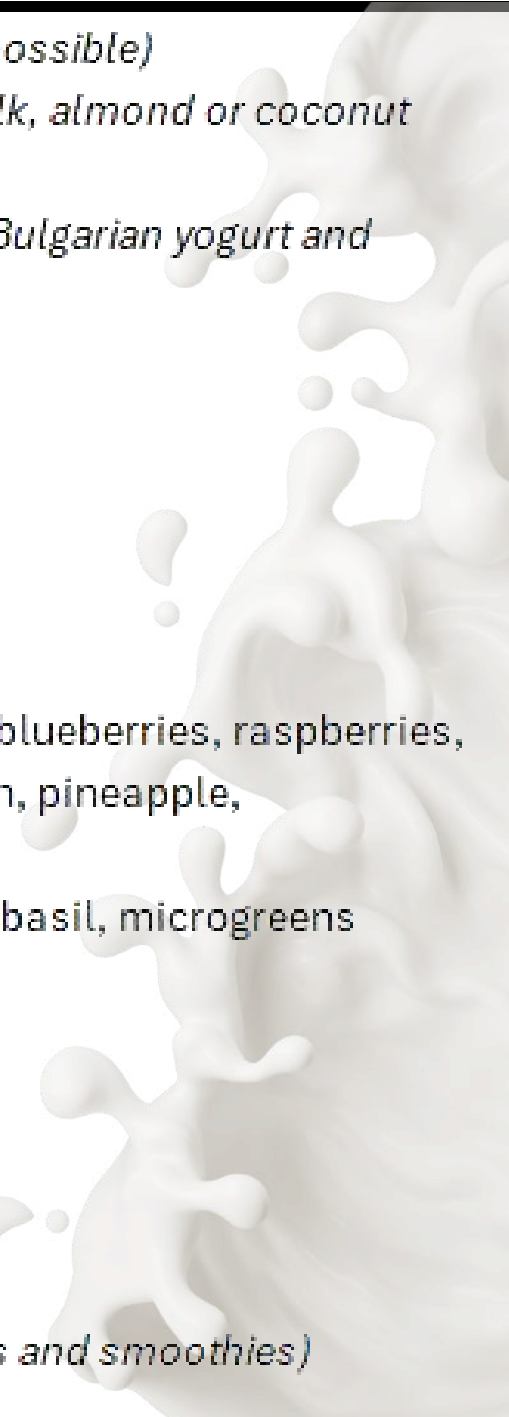 ossible)
lk, almond or coconut
Bulgarian yogurt and
blueberries, raspberries,
n, pineapple,
basil, microgreens
s and smoothies)